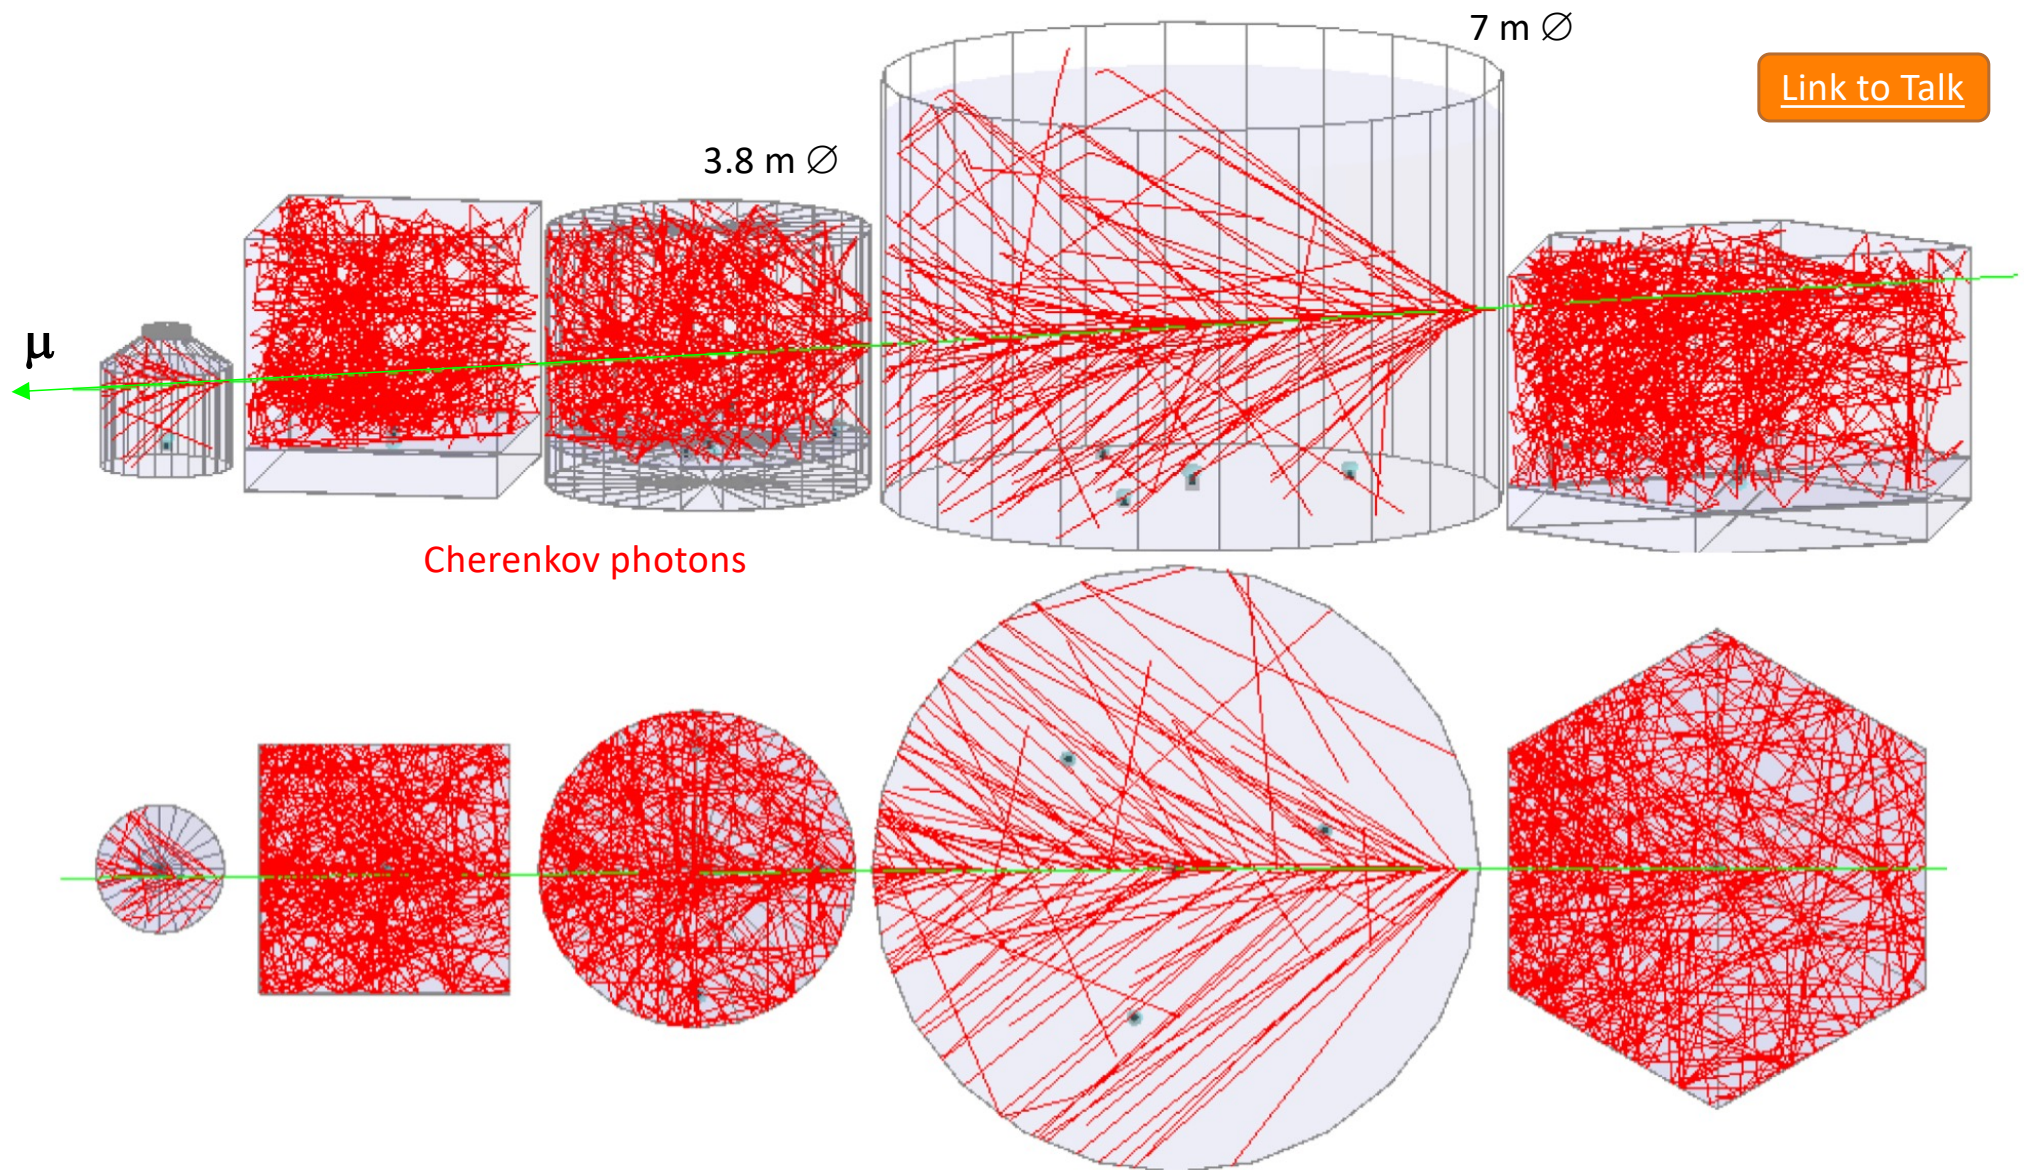 7 m ∅
Link to Talk
3.8 m ∅
μ
Cherenkov photons